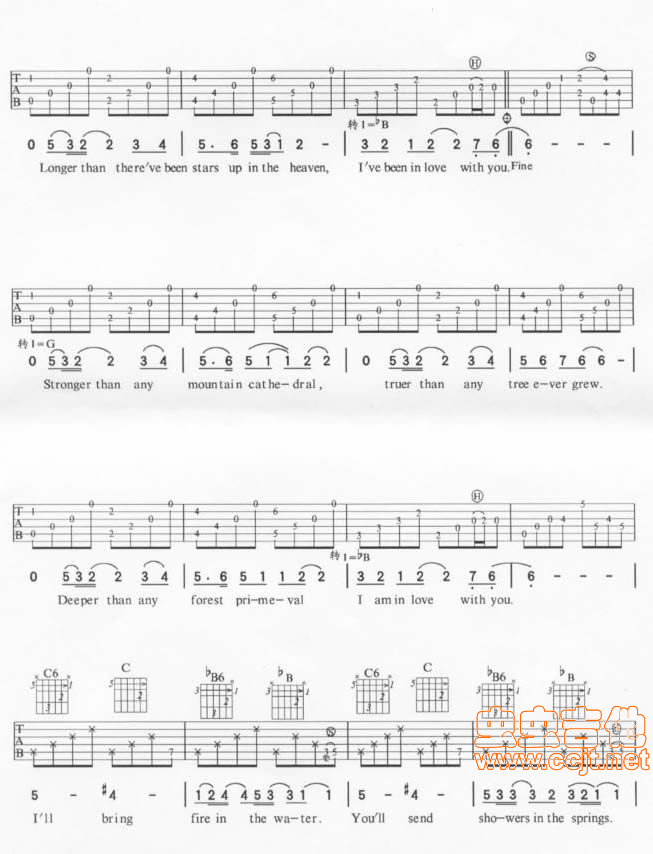 转1=♭B
0 5 3 2 2 3 4 | 5. 6 5 3 1 2 - | 3 2 1 2 2 7 6 | 6 - - -
Longer than there've been stars up in the heaven, I've been in love with you. Fine
转1=G
0 5 3 2 2 3 4 | 5. 6 5 1 1 2 2 | 0 5 3 2 2 3 4 | 5 6 7 6 6 - |
Stronger than any mountain cathe-dral, truer than any tree e-ver grew.
转1=♭B
0 5 3 2 2 3 4 | 5. 6 5 1 1 2 2 | 3 2 1 2 2 7 6 | 6 - - - |
Deeper than any forest pri-me-val I am in love with you.
C6 C ♭B6 ♭B C6 C ♭B6 ♭B
5 - #4 - | 1 2 4 4 5 3 3 1 1 | 5 - #4 - | 5 3 3 3 2 3 2 1 1 |
I'll bring fire in the wa-ter. You'll send sho-wers in the springs.
虫虫吉他
www.ccjt.net